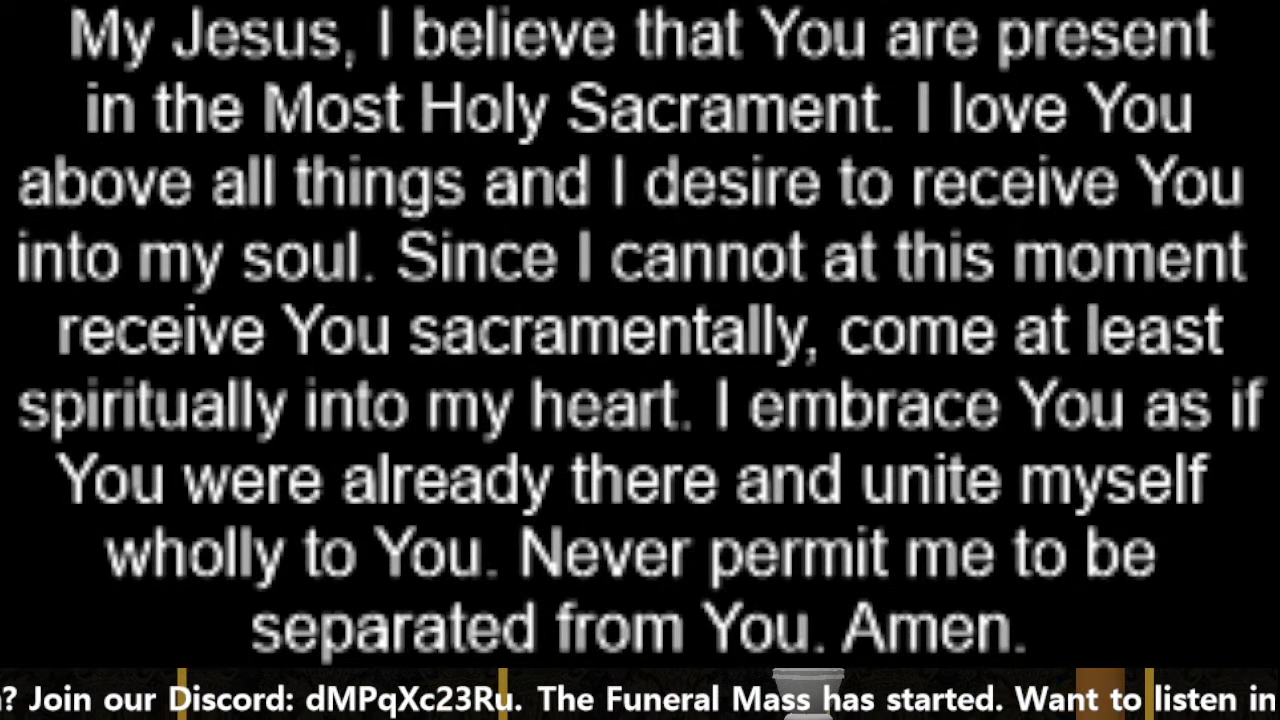 My Jesus, I believe that You are present
in the Most Holy Sacrament. I love You
above all things and I desire to receive You
into my soul. Since I cannot at this moment
receive You sacramentally, come at least
spiritually into my heart. I embrace You as if
You were already there and unite myself
wholly to You. Never permit me to be
separated from You. Amen.
? Join our Discord: dMPqXc23Ru. The Funeral Mass has started. Want to listen in